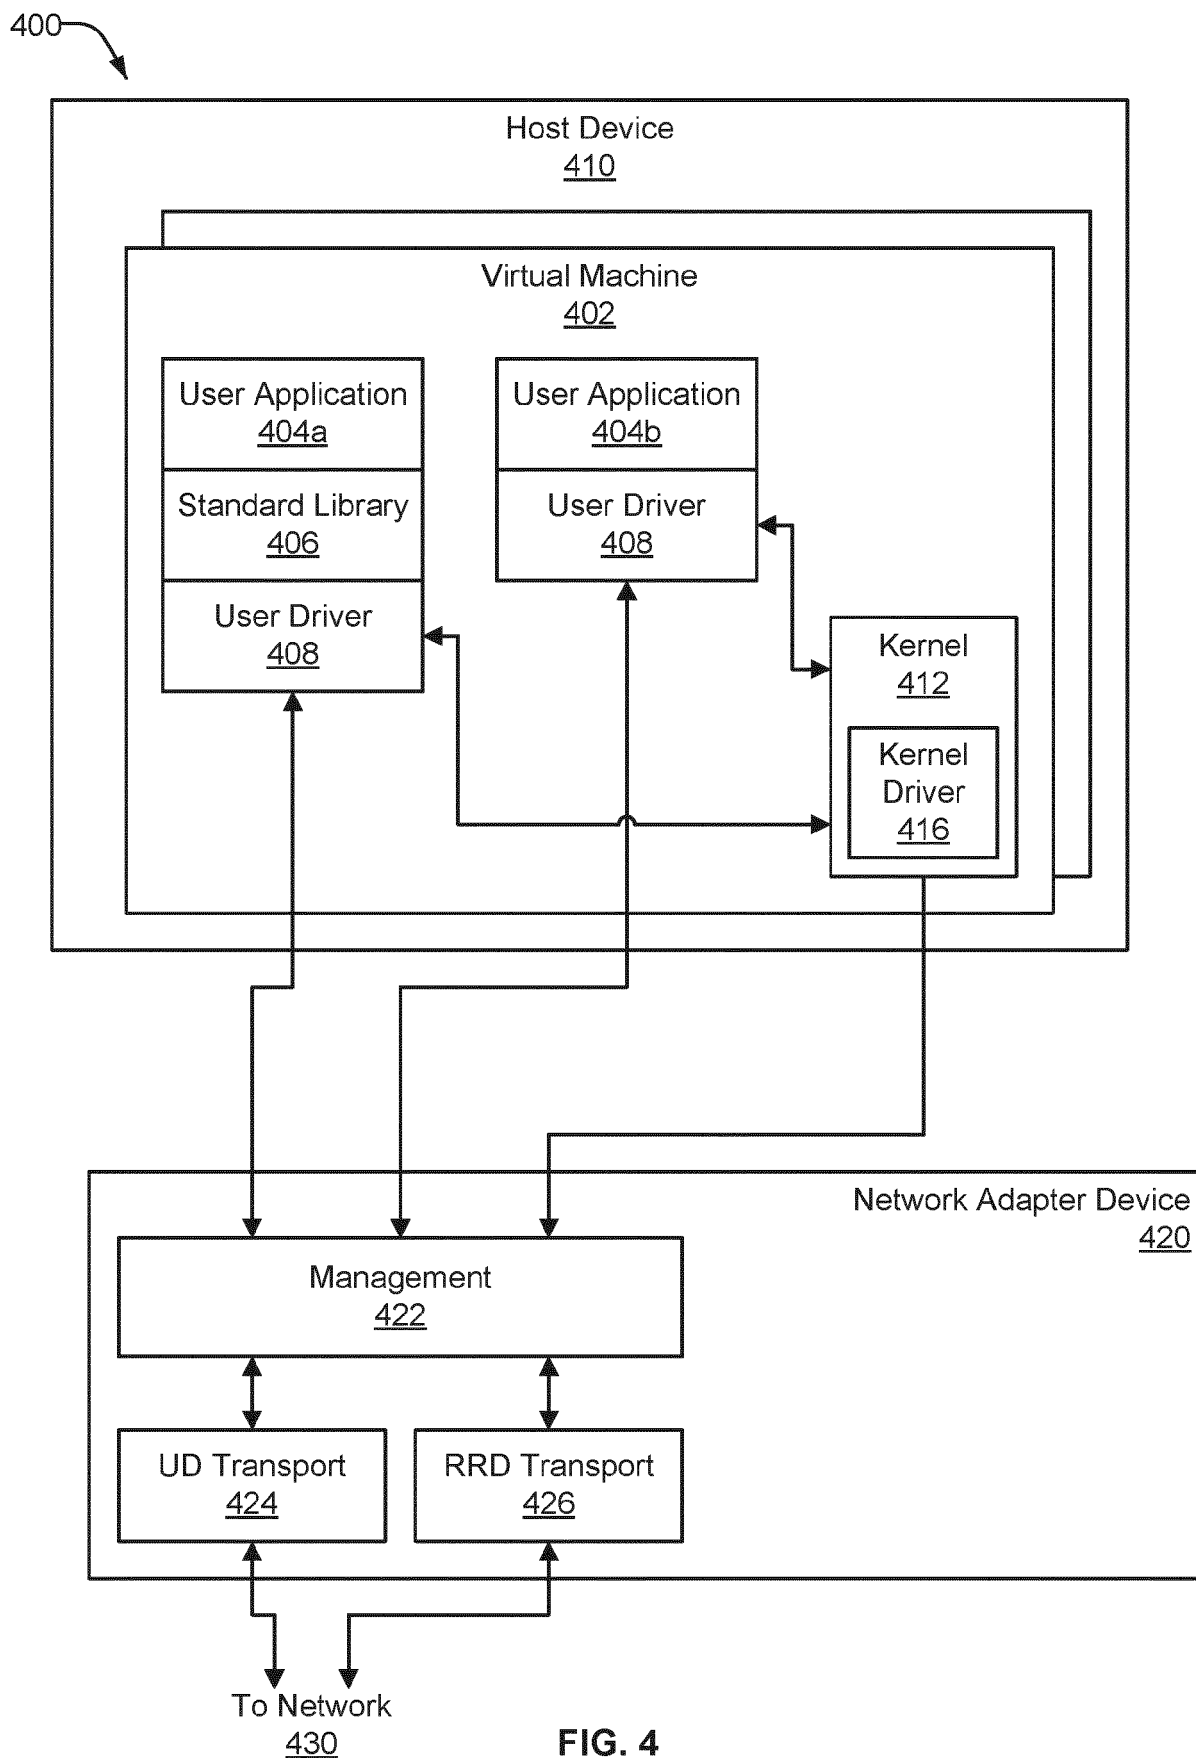 400
Host Device
410
Virtual Machine
402
User Application
404a
Standard Library
406
User Driver
408
User Application
404b
User Driver
408
Kernel
412
Kernel
Driver
416
Network Adapter Device
420
Management
422
UD Transport
424
RRD Transport
426
To Network
430
FIG. 4